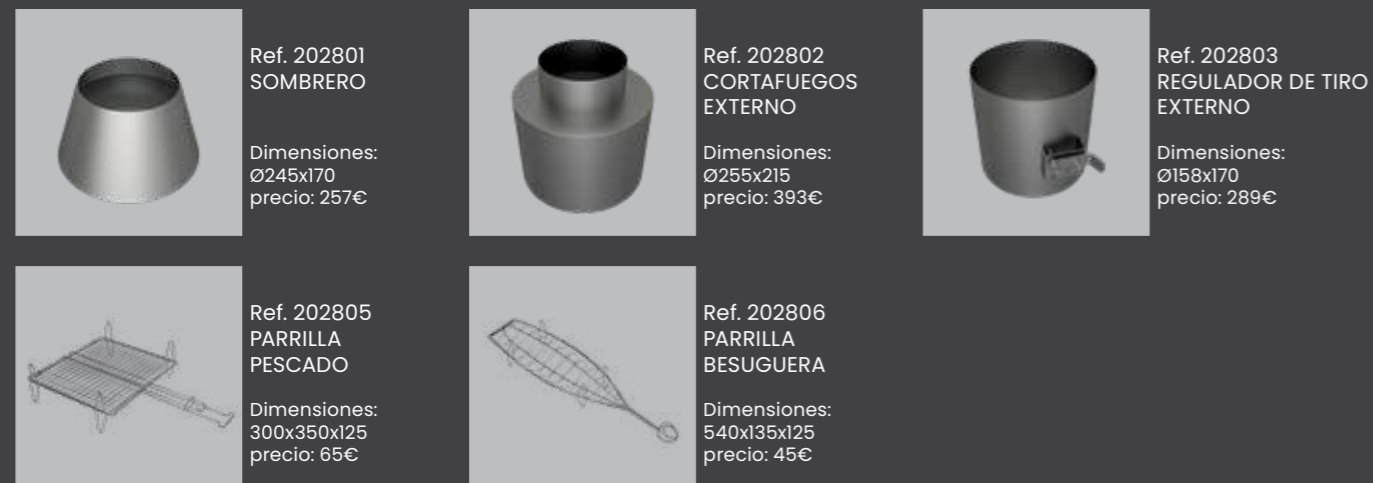 Ref. 202801
SOMBRERO
Dimensiones:
Ø245x170
precio: 257€
Ref. 202802
CORTAFUEGOS
EXTERNO
Dimensiones:
Ø255x215
precio: 393€
Ref. 202803
REGULADOR DE TIRO
EXTERNO
Dimensiones:
Ø158x170
precio: 289€
Ref. 202805
PARRILLA
PESCADO
Dimensiones:
300x350x125
precio: 65€
Ref. 202806
PARRILLA
BESUGUERA
Dimensiones:
540x135x125
precio: 45€